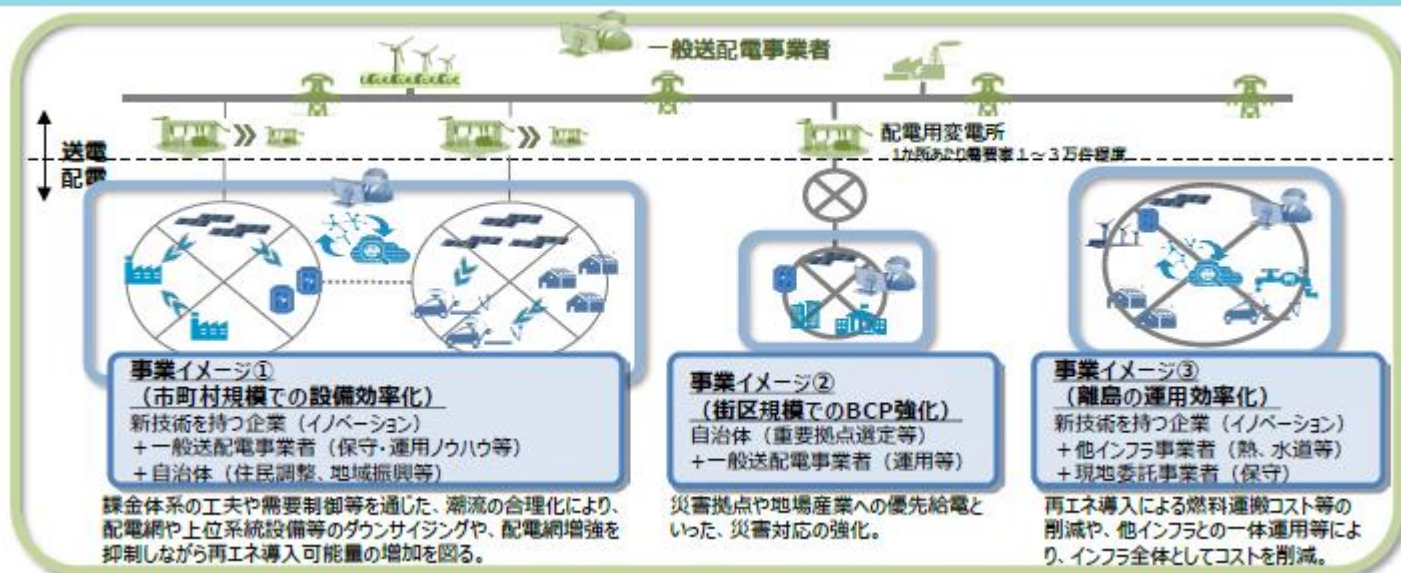 一般送配電事業者
送電
配電
配電用変電所
1か所あたり需要家1～3万件程度
事業イメージ①
(市町村規模での設備効率化)
新技術を持つ企業（イノベーション）
＋一般送配電事業者（保守・運用ノウハウ等）
＋自治体（住民調整、地域振興等）
課金体系の工夫や需要制御等を通じた、潮流の合理化により、
配電網や上位系統設備等のダウンサイジングや、配電網増強を
抑制しながら再エネ導入可能量の増加を図る。
事業イメージ②
(街区規模でのBCP強化)
自治体（重要拠点選定等）
＋一般送配電事業者（運用等）
災害拠点や地場産業への優先給電と
いった、災害対応の強化。
事業イメージ③
(離島の運用効率化)
新技術を持つ企業（イノベーション）
＋他インフラ事業者（熱、水道等）
＋現地委託事業者（保守）
再エネ導入による燃料運搬コスト等の
削減や、他インフラとの一体運用等によ
り、インフラ全体としてコストを削減。